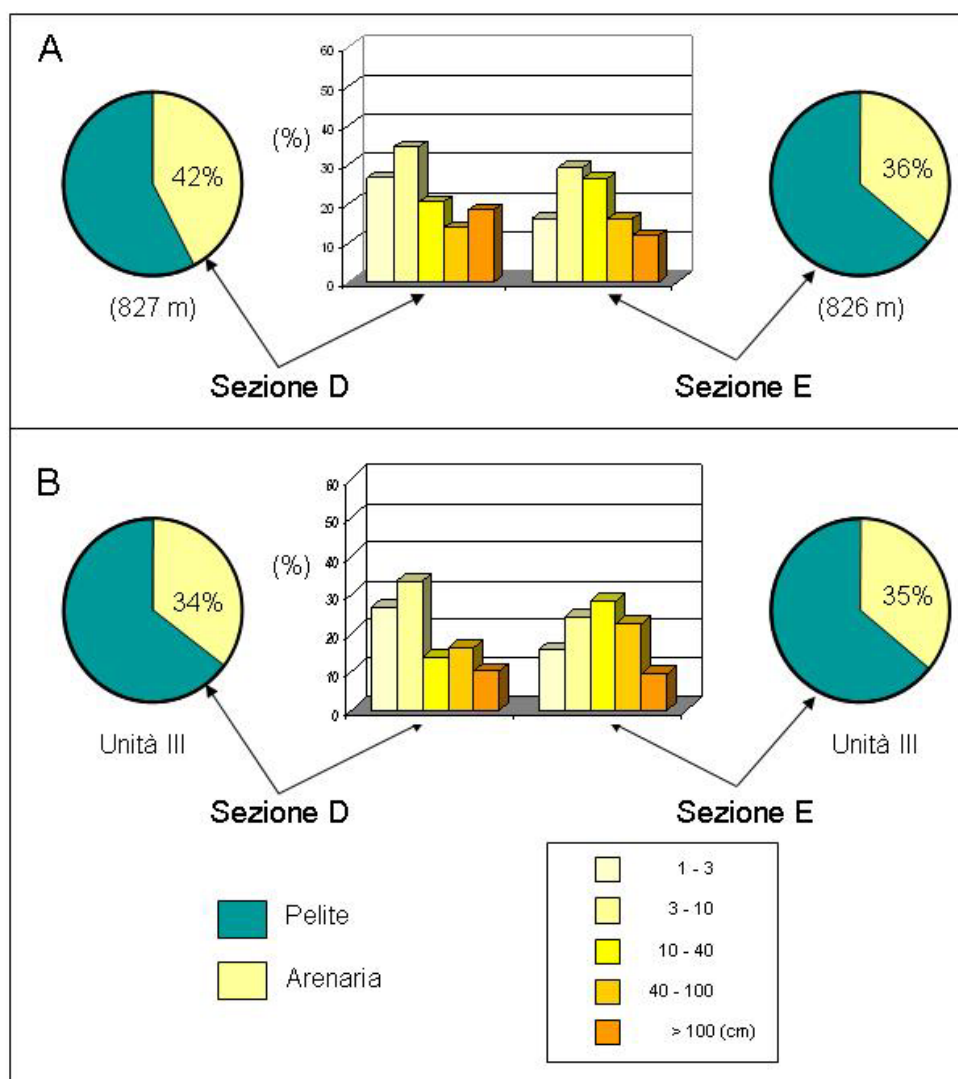 A
60
50
40
30
20
10
0
(%)
42%
36%
(827 m)
(826 m)
Sezione D
Sezione E
B
60
50
40
30
20
10
0
(%)
34%
35%
Unità III
Unità III
Sezione D
Sezione E
Pelite
Arenaria
1 - 3
3 - 10
10 - 40
40 - 100
> 100 (cm)